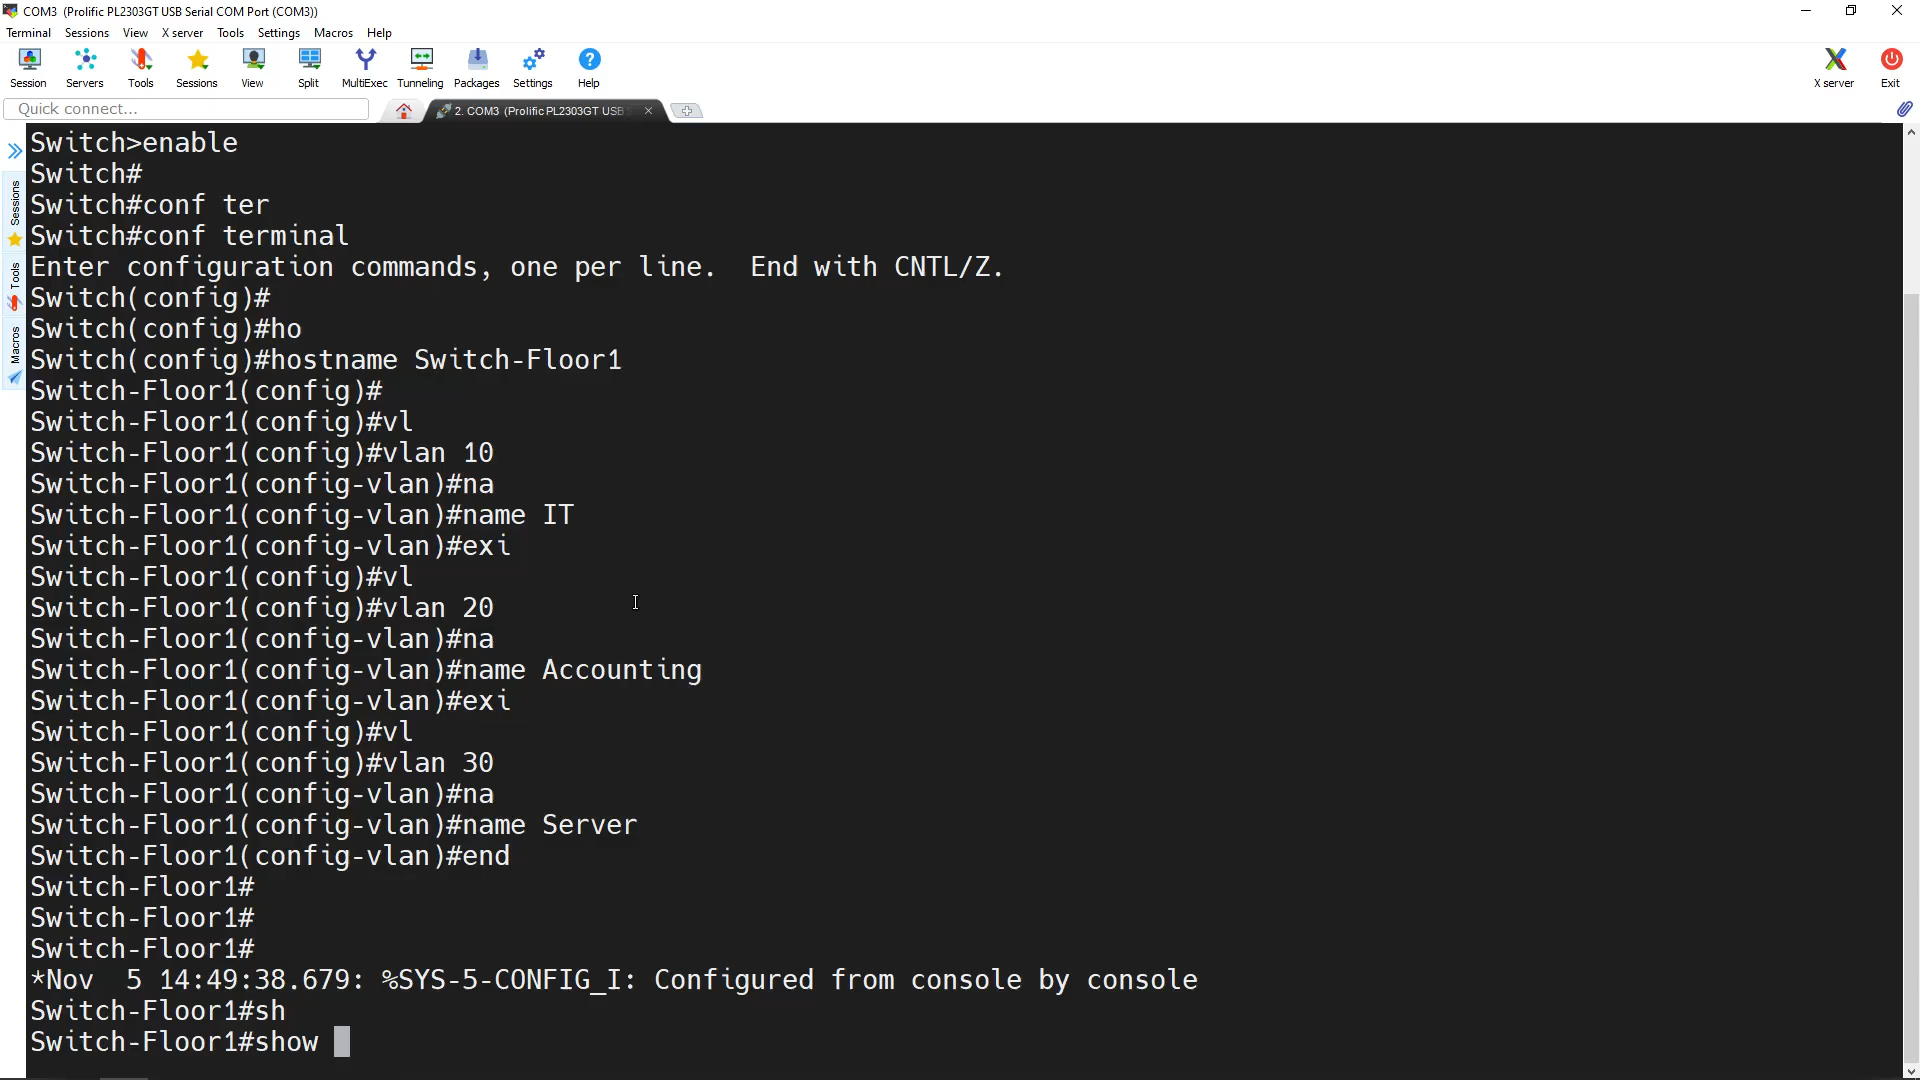 COM3  (Prolific PL2303GT USB Serial COM Port (COM3))
Terminal Sessions View X server Tools Settings Macros Help
Session Servers Tools Sessions View Split MultiExec Tunneling Packages Settings Help X server Exit
Quick connect... 2. COM3 (Prolific PL2303GT USB
Sessions
Tools
Macros
Switch>enable
Switch#
Switch#conf ter
Switch#conf terminal
Enter configuration commands, one per line.  End with CNTL/Z.
Switch(config)#
Switch(config)#ho
Switch(config)#hostname Switch-Floor1
Switch-Floor1(config)#
Switch-Floor1(config)#vl
Switch-Floor1(config)#vlan 10
Switch-Floor1(config-vlan)#na
Switch-Floor1(config-vlan)#name IT
Switch-Floor1(config-vlan)#exi
Switch-Floor1(config)#vl
Switch-Floor1(config)#vlan 20
Switch-Floor1(config-vlan)#na
Switch-Floor1(config-vlan)#name Accounting
Switch-Floor1(config-vlan)#exi
Switch-Floor1(config)#vl
Switch-Floor1(config)#vlan 30
Switch-Floor1(config-vlan)#na
Switch-Floor1(config-vlan)#name Server
Switch-Floor1(config-vlan)#end
Switch-Floor1#
Switch-Floor1#
Switch-Floor1#
*Nov  5 14:49:38.679: %SYS-5-CONFIG_I: Configured from console by console
Switch-Floor1#sh
Switch-Floor1#show